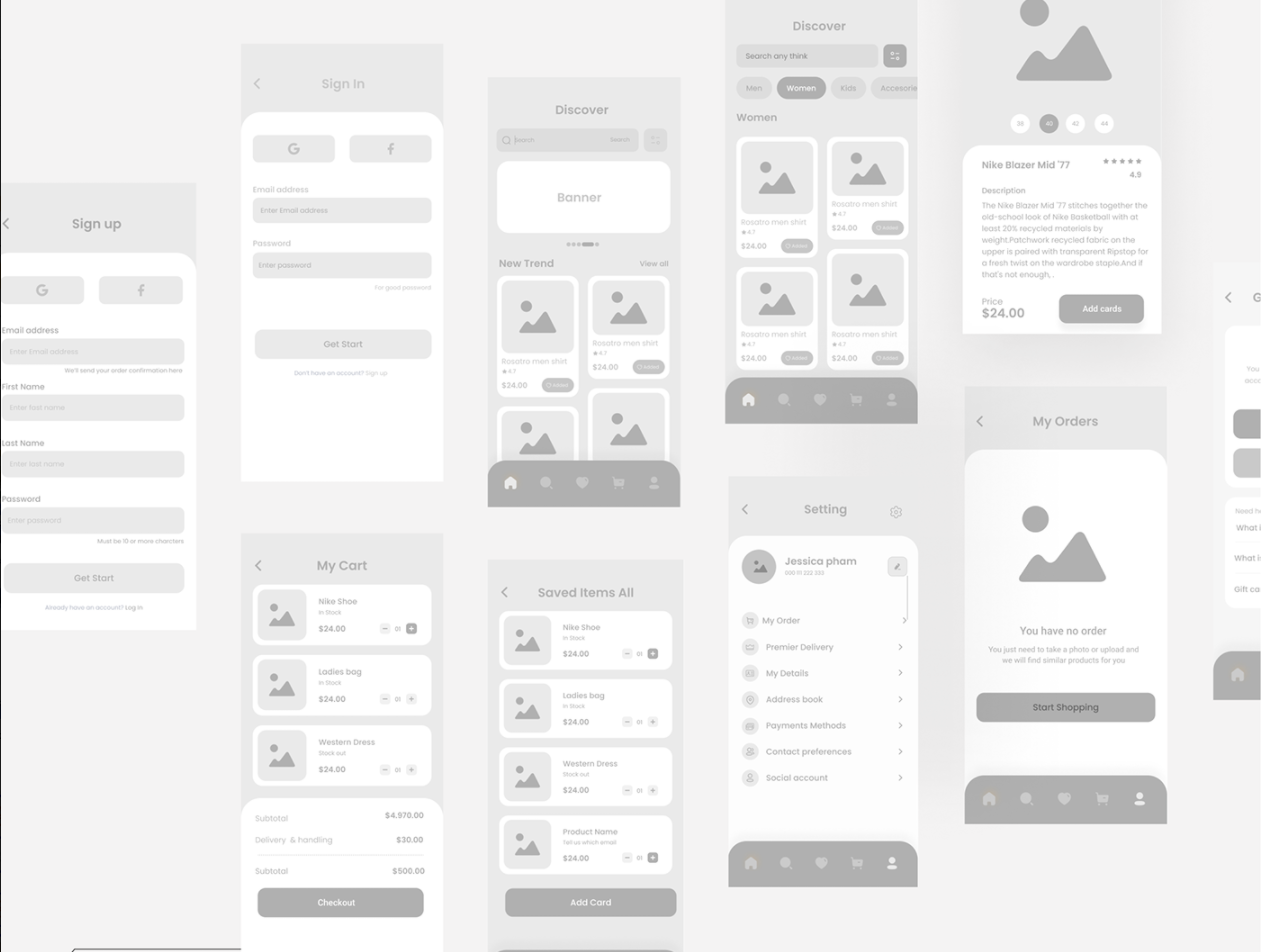 Sign up
G
f
Email address
Enter Email address
We'll send your order confirmation here
First Name
Enter fast name
Last Name
Enter last name
Password
Enter password
Must be 10 or more charcters
Get Start
Already have an account? Log in
Sign In
G
f
Email address
Enter Email address
Password
Enter password
For good password
Get Start
Don't have an account? Sign up
My Cart
Nike Shoe
In Stock
$24.00
01
Ladies bag
In Stock
$24.00
01
Western Dress
Stock out
$24.00
01
Subtotal $4.970.00
Delivery & handling $30.00
Subtotal $500.00
Checkout
Discover
Search Search
Banner
New Trend View all
Rosatro men shirt
4.7
$24.00 Added
Rosatro men shirt
4.7
$24.00 Added
Saved Items All
Nike Shoe
In Stock
$24.00
01
Ladies bag
In Stock
$24.00
01
Western Dress
Stock out
$24.00
01
Product Name
Tell us which email
$24.00
01
Add Card
Discover
Search any think
Men Women Kids Accesorie
Women
Rosatro men shirt
4.7
$24.00 Added
Rosatro men shirt
4.7
$24.00 Added
Rosatro men shirt
4.7
$24.00 Added
Rosatro men shirt
4.7
$24.00 Added
Setting
Jessica pham
My Order
Premier Delivery
My Details
Address book
Payments Methods
Contact preferences
Social account
38 40 42 44
Nike Blazer Mid '77
4.9
Description
The Nike Blazer Mid '77 stitches together the
old-school look of Nike Basketball with at
least 20% recycled materials by
weight.Patchwork recycled fabric on the
upper is paired with transparent Ripstop for
a fresh twist on the wardrobe staple.And if
that's not enough, .
Price
$24.00
Add cards
My Orders
You have no order
You just need to take a photo or upload and
we will find similar products for you
Start Shopping
G
You
acco
Need he
What i
What is
Gift ca